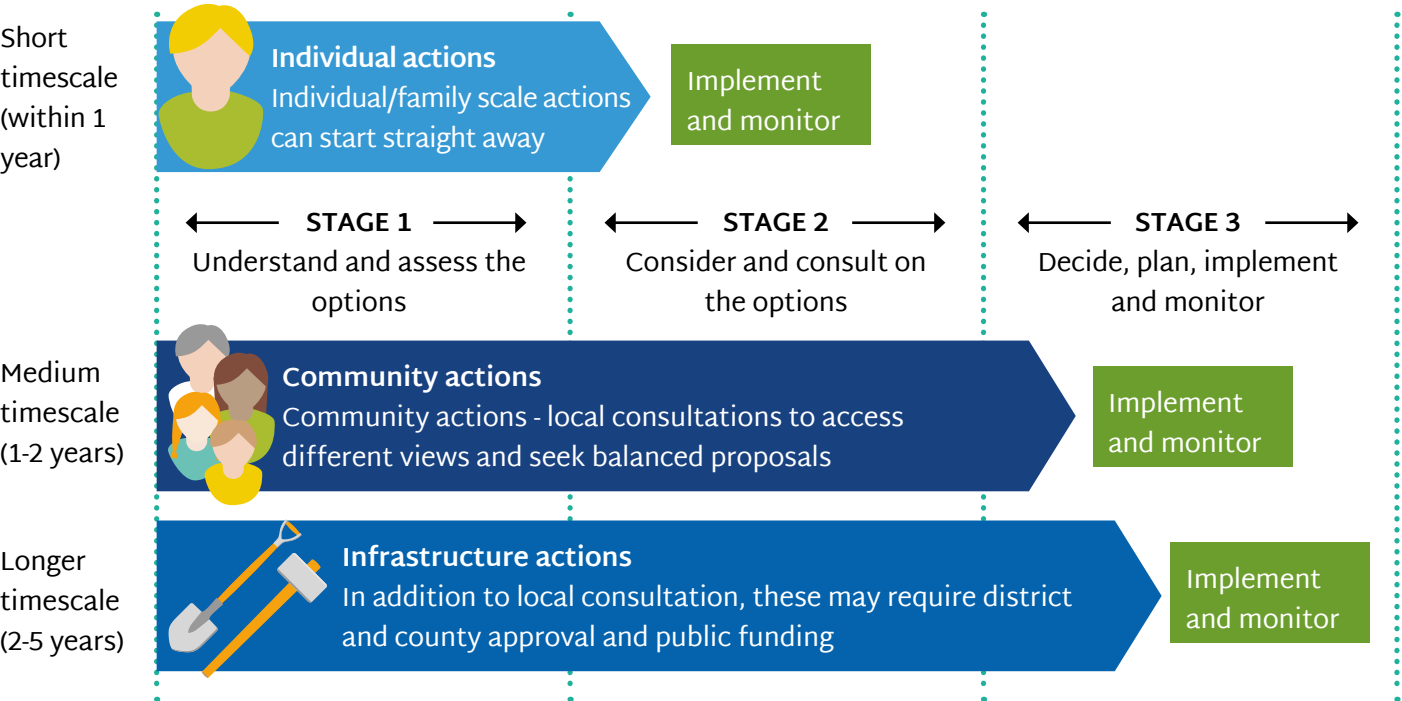 Short
timescale
(within 1
year)
Individual actions
Individual/family scale actions
can start straight away
Implement
and monitor
STAGE 1
Understand and assess the
options
STAGE 2
Consider and consult on
the options
STAGE 3
Decide, plan, implement
and monitor
Medium
timescale
(1-2 years)
Community actions
Community actions - local consultations to access
different views and seek balanced proposals
Implement
and monitor
Longer
timescale
(2-5 years)
Infrastructure actions
In addition to local consultation, these may require district
and county approval and public funding
Implement
and monitor